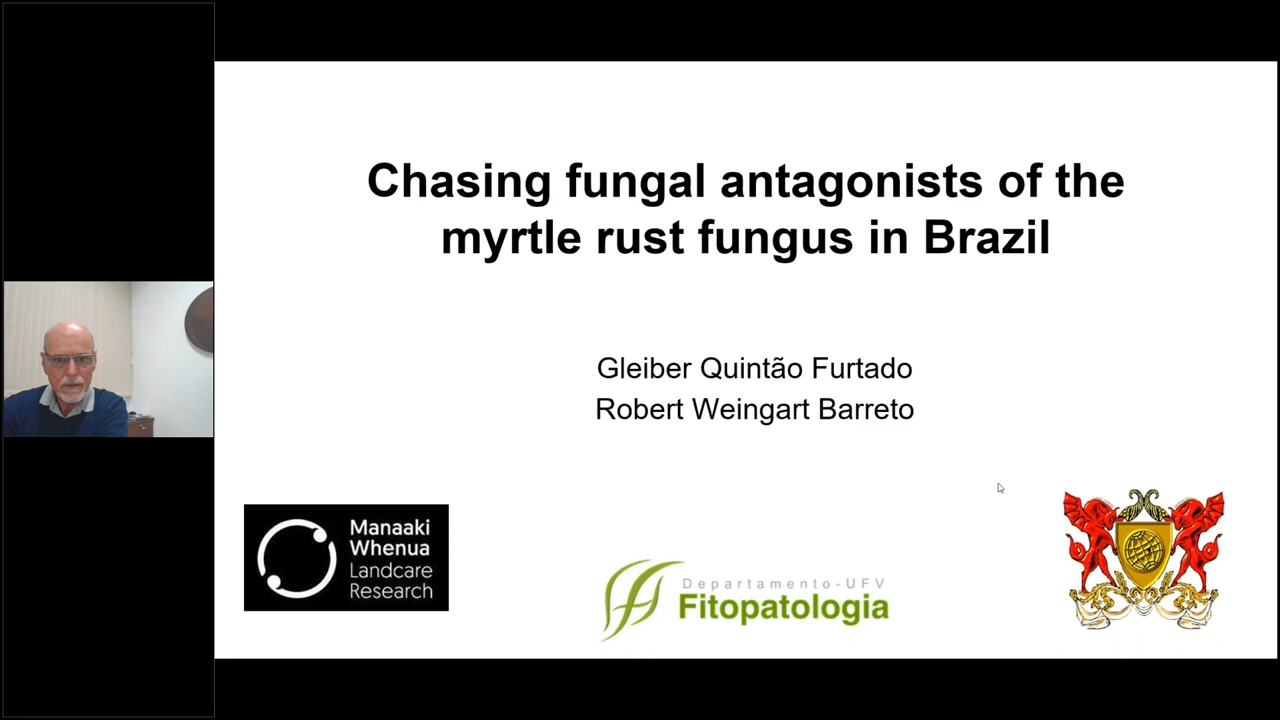 Chasing fungal antagonists of the
myrtle rust fungus in Brazil
Gleiber Quintão Furtado
Robert Weingart Barreto
Manaaki
Whenua
Landcare
Research
Departamento-UFV
Fitopatologia